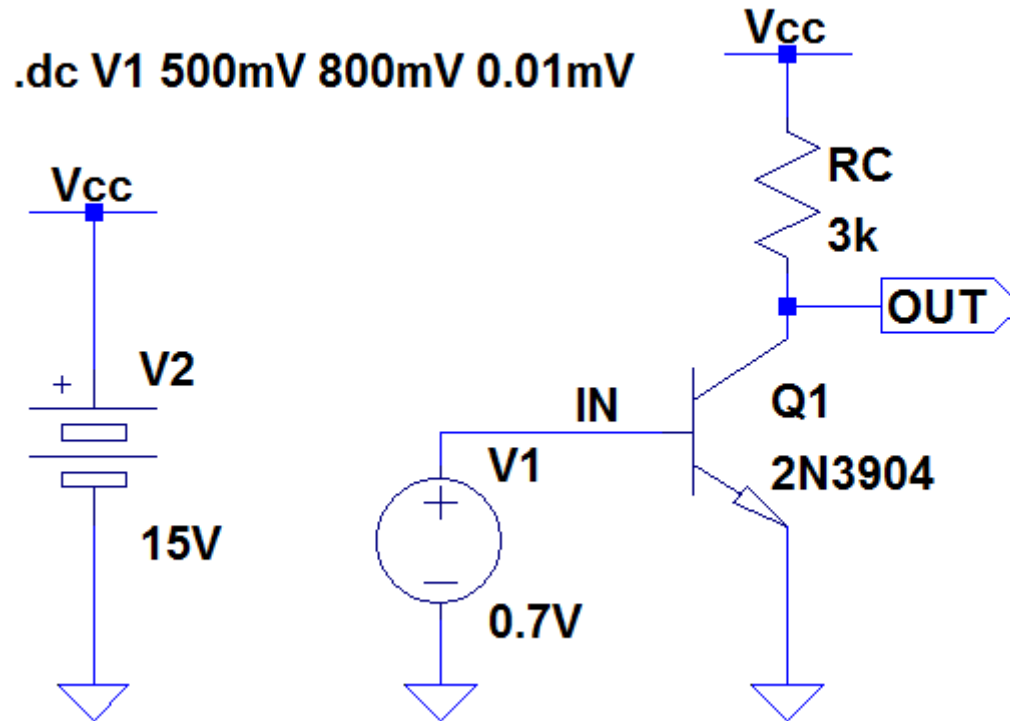 .dc V1 500mV 800mV 0.01mV
Vcc
Vcc
RC
3k
OUT
+
V2
15V
IN
V1
0.7V
Q1
2N3904